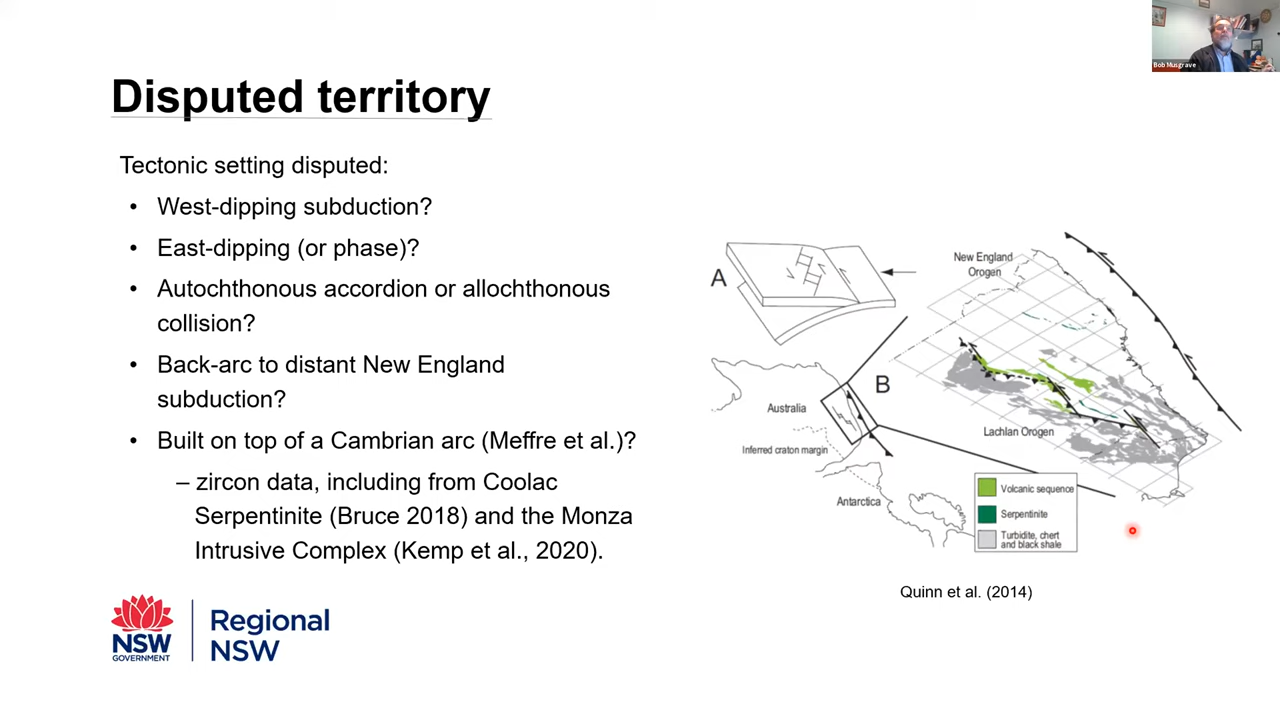 Bob Musgrave
Disputed territory
Tectonic setting disputed:
• West-dipping subduction?
• East-dipping (or phase)?
• Autochthonous accordion or allochthonous
collision?
• Back-arc to distant New England
subduction?
• Built on top of a Cambrian arc (Meffre et al.)?
– zircon data, including from Coolac
Serpentinite (Bruce 2018) and the Monza
Intrusive Complex (Kemp et al., 2020).
A
New England
Orogen
B
Australia
Inferred craton margin
Antarctica
Lachlan Orogen
Volcanic sequence
Serpentinite
Turbidite, chert
and black shale
Quinn et al. (2014)
NSW
GOVERNMENT
Regional
NSW